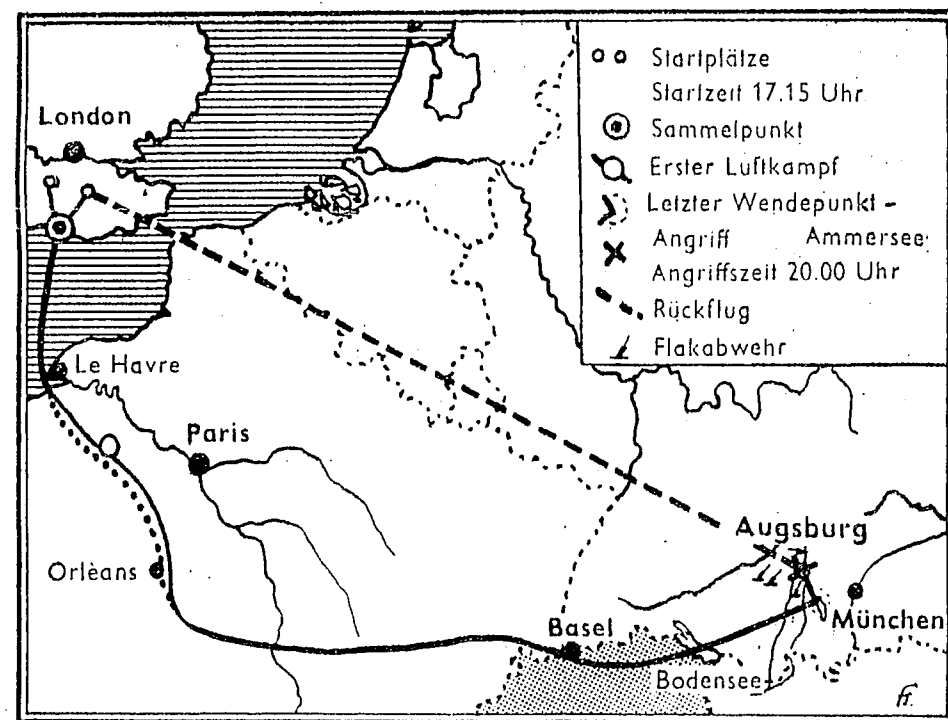 Startplätze
Startzeit 17.15 Uhr
Sammelpunkt
Erster Luftkampf
Letzter Wendepunkt -
Angriff Ammersee
Angriffszeit 20.00 Uhr
Rückflug
Flakabwehr
London
Le Havre
Paris
Orlèans
Augsburg
München
Basel
Bodensee